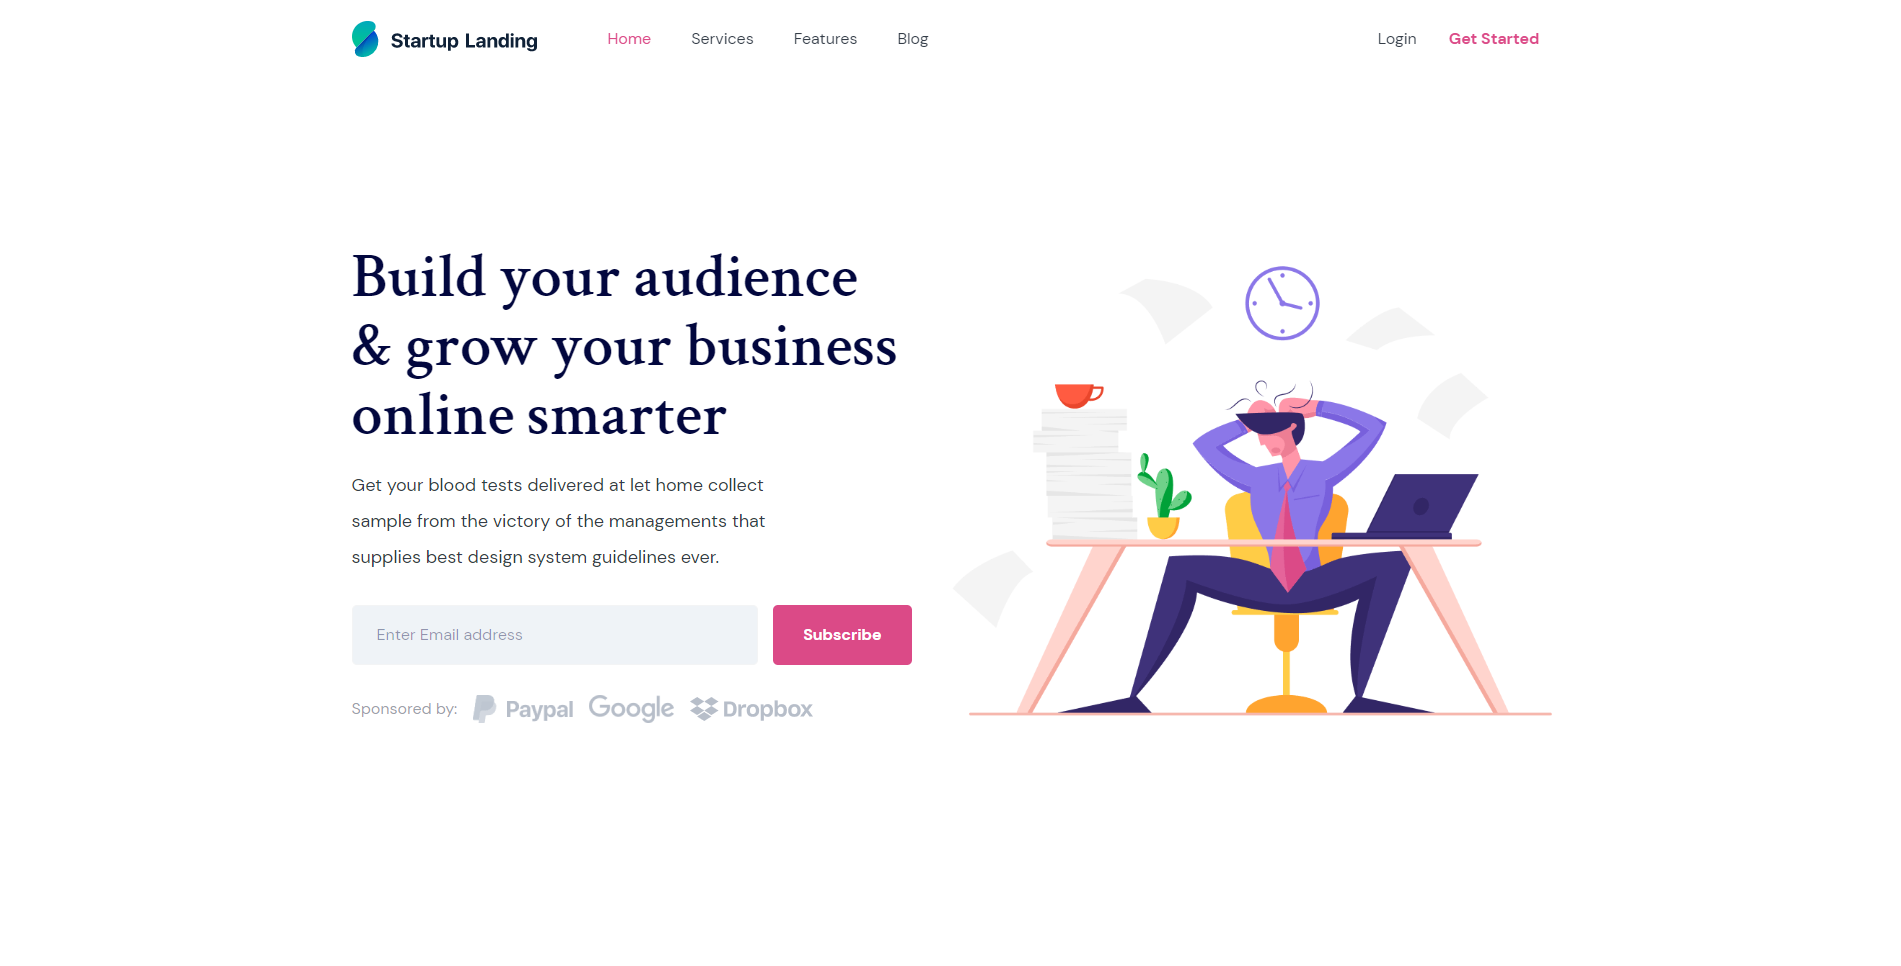 Startup Landing
Home Services Features Blog
Login Get Started
Build your audience
& grow your business
online smarter
Get your blood tests delivered at let home collect
sample from the victory of the managements that
supplies best design system guidelines ever.
Enter Email address
Subscribe
Sponsored by: Paypal Google Dropbox